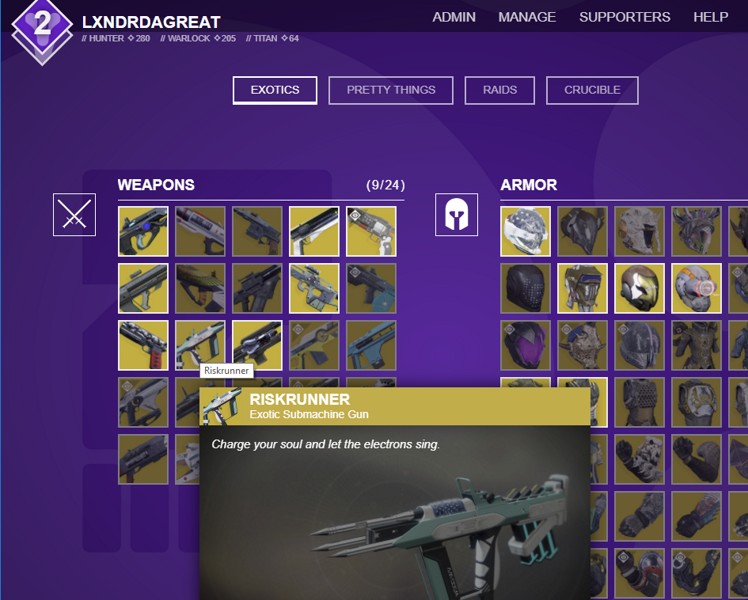 2
LXNDRDAGREAT
// HUNTER ✧280 // WARLOCK ✧205 // TITAN ✧64
ADMIN MANAGE SUPPORTERS HELP
EXOTICS PRETTY THINGS RAIDS CRUCIBLE
WEAPONS (9/24)
ARMOR
Riskrunner
RISKRUNNER
Exotic Submachine Gun
Charge your soul and let the electrons sing.